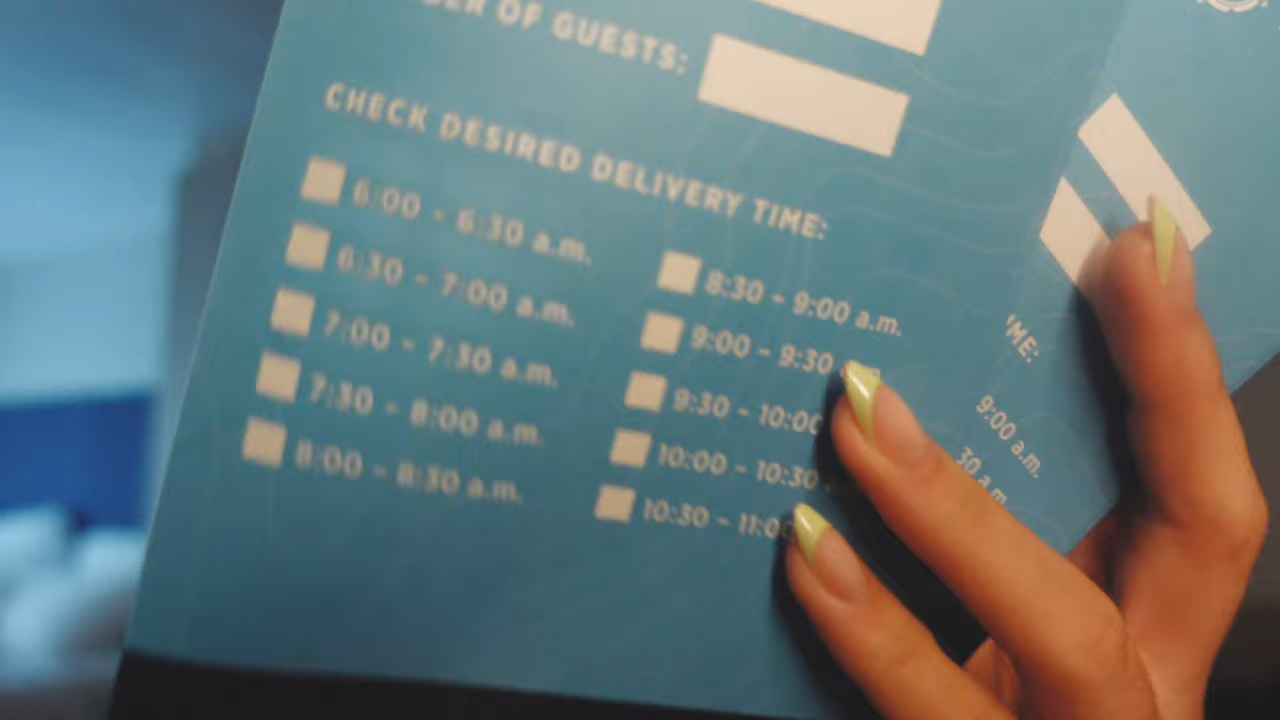 OF GUESTS:
CHECK DESIRED DELIVERY TIME:
6:00 - 6:30 a.m.
6:30 - 7:00 a.m.
7:00 - 7:30 a.m.
7:30 - 8:00 a.m.
8:00 - 8:30 a.m.
8:30 - 9:00 a.m.
9:00 - 9:30
9:30 - 10:00
10:00 - 10:30
10:30 - 11:00
9:00 a.m.
30 a.m.